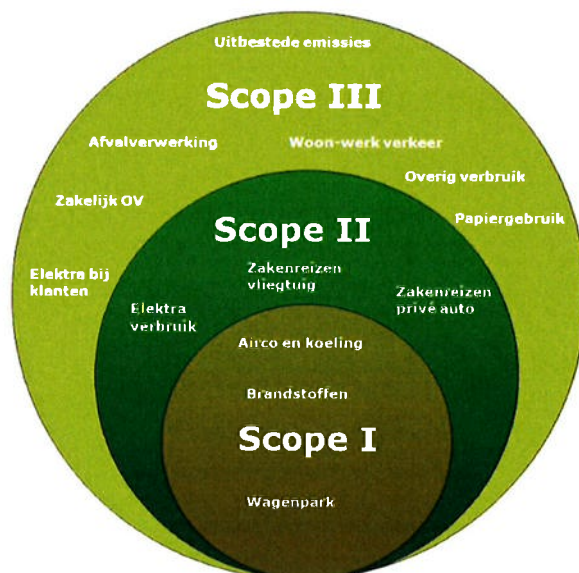 Uitbestede emissies
Scope III
Afvalverwerking
Woon-werk verkeer
Overig verbruik
Zakelijk OV
Papiergebruik
Scope II
Zakenreizen
vliegtuig
Elektra bij
klanten
Zakenreizen
privé auto
Elektra
verbruik
Airco en koeling
Brandstoffen
Scope I
Wagenpark